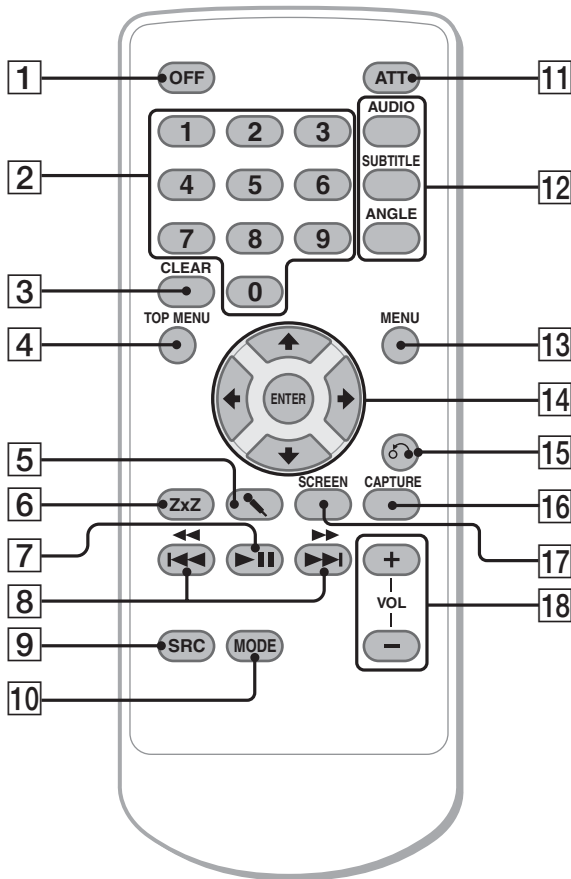 1
OFF
ATT
11
AUDIO
1 2 3
2
SUBTITLE
12
4 5 6
ANGLE
7 8 9
CLEAR
3
0
TOP MENU
MENU
4
13
ENTER
14
5
15
SCREEN
CAPTURE
6
ZxZ
16
7
17
8
+
VOL
–
18
9
SRC
MODE
10